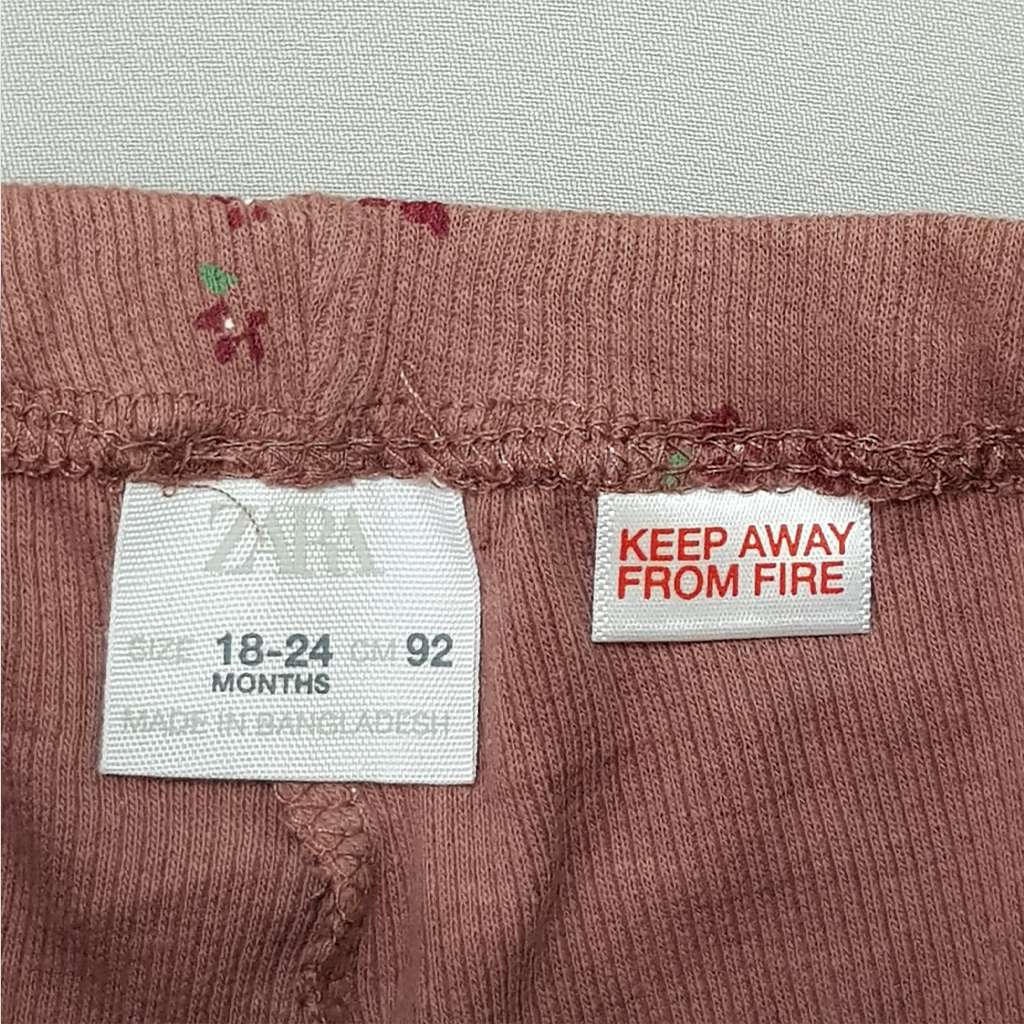 ZARA
SIZE 18-24 CM 92
MONTHS
MADE IN BANGLADESH
KEEP AWAY
FROM FIRE